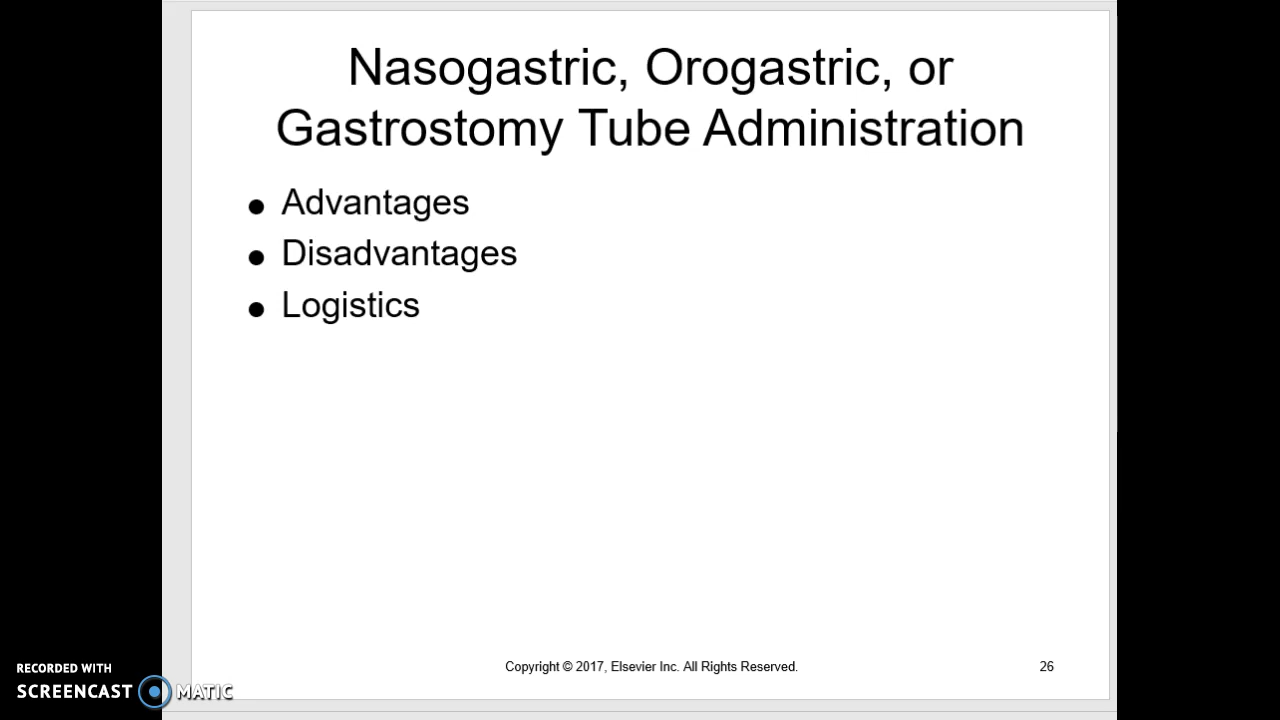 Nasogastric, Orogastric, or
Gastrostomy Tube Administration
● Advantages
● Disadvantages
● Logistics
Copyright © 2017, Elsevier Inc. All Rights Reserved.
26
RECORDED WITH
SCREENCAST MATIC